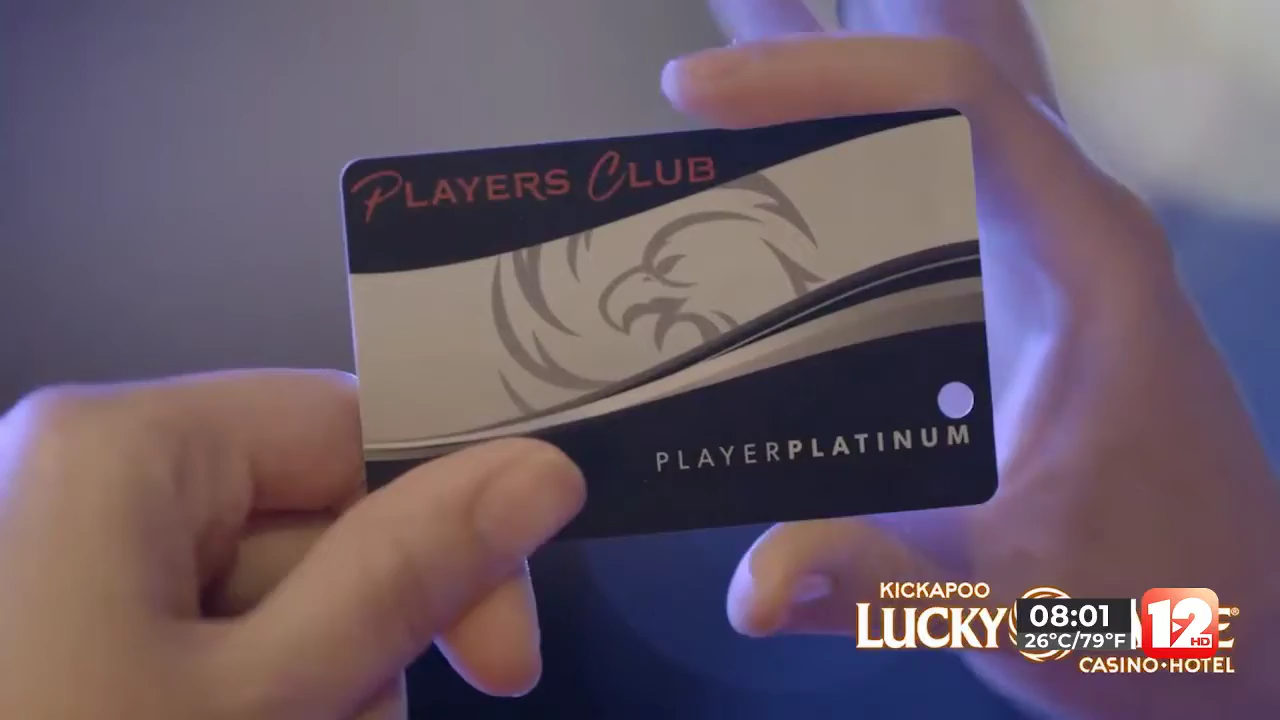 PLAYERS CLUB
PLAYERPLATINUM
KICKAPOO
LUCKY
CASINO•HOTEL
08:01
26°C/79°F
12
HD